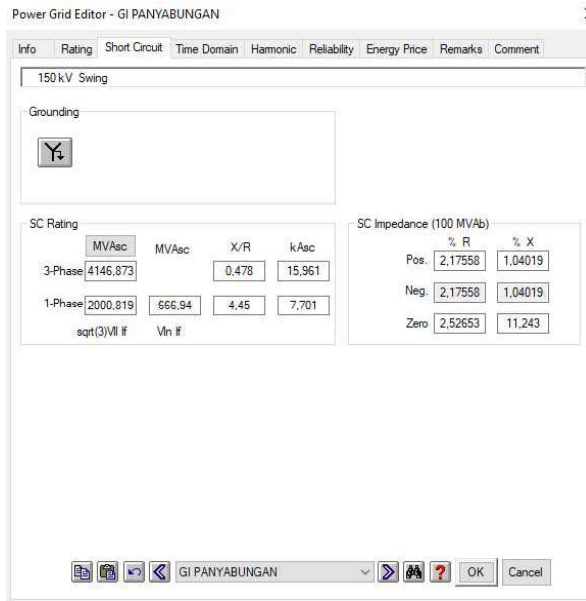 Power Grid Editor - GI PANYABUNGAN
Info Rating Short Circuit Time Domain Harmonic Reliability Energy Price Remarks Comment
150 kV Swing
Grounding
SC Rating
MVAsc MVAsc X/R kAsc
3-Phase 4146,873 0,478 15,961
1-Phase 2000,819 666,94 4,45 7,701
sqrt(3)Vll If Vln If
SC Impedance (100 MVAb)
% R % X
Pos. 2,17558 1,04019
Neg. 2,17558 1,04019
Zero 2,52653 11,243
GI PANYABUNGAN ? OK Cancel